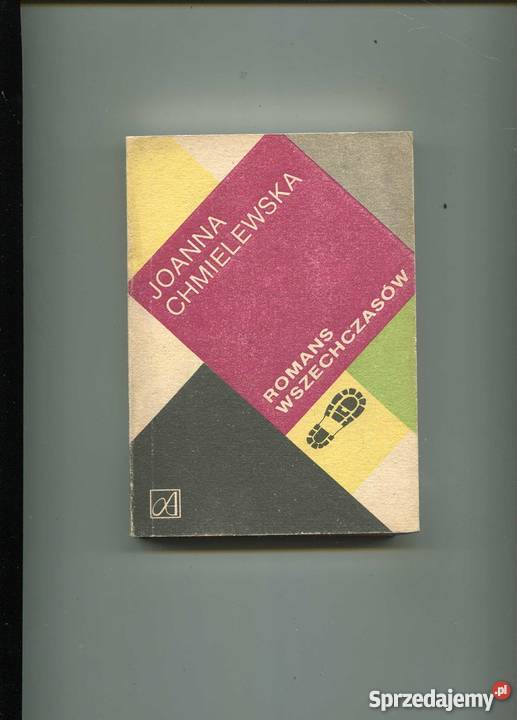 JOANNA
CHMIELEWSKA
ROMANS
WSZECHCZASÓW
Sprzedajemy.pl